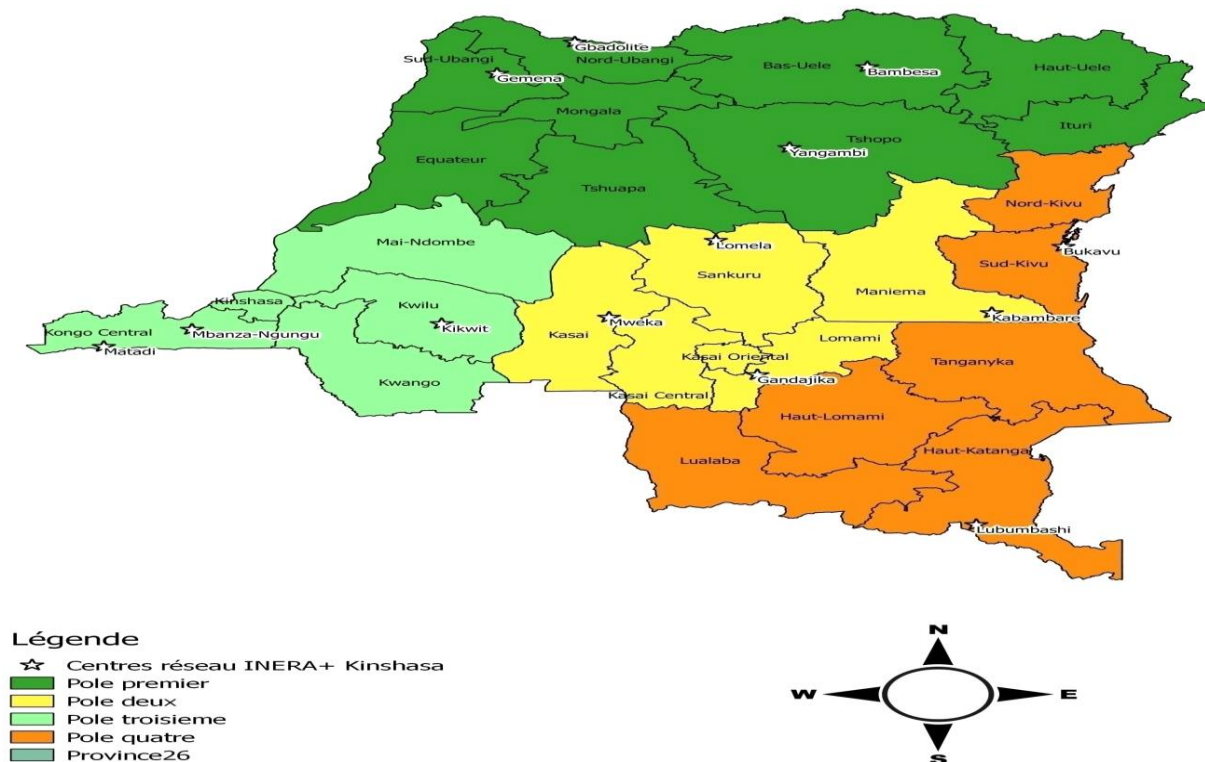 Gbadolite
Sud-Ubangi
Nord-Ubangi
Gemena
Bas-Uele
Bambesa
Haut-Uele
Mongala
Ituri
Tshopo
Yangambi
Equateur
Tshuapa
Nord-Kivu
Mai-Ndombe
Lomela
Bukavu
Sud-Kivu
Sankuru
Maniema
Kinshasa
Kwilu
Kabambare
Kongo Central
Mbanza-Ngungu
Kikwit
Kasai
Mweka
Lomami
Matadi
Kasai Oriental
Tanganyka
Kwango
Gandajika
Kasai Central
Haut-Lomami
Haut-Katanga
Lualaba
Lubumbashi
Légende
Centres réseau INERA+ Kinshasa
Pole premier
Pole deux
Pole troisieme
Pole quatre
Province26
N
W
E
S